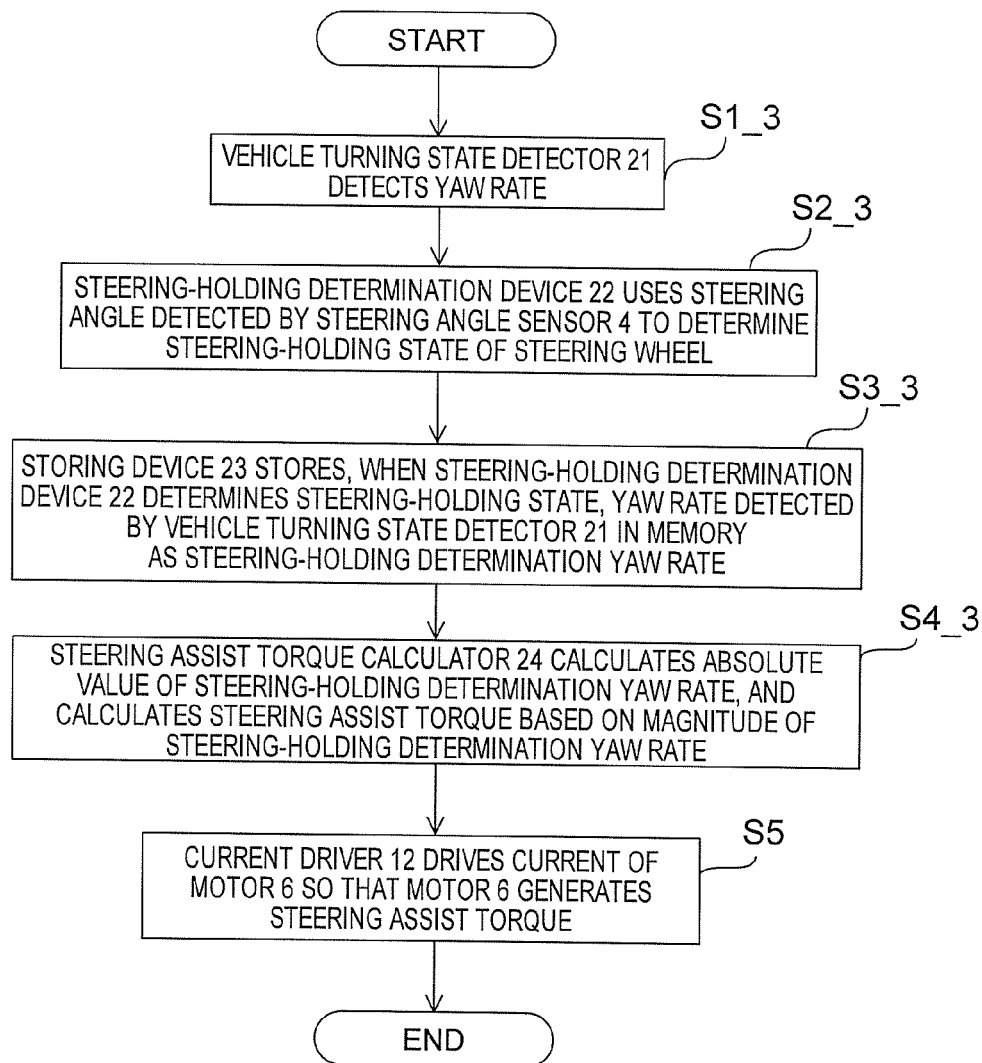 START
S1_3
VEHICLE TURNING STATE DETECTOR 21
DETECTS YAW RATE
S2_3
STEERING-HOLDING DETERMINATION DEVICE 22 USES STEERING
ANGLE DETECTED BY STEERING ANGLE SENSOR 4 TO DETERMINE
STEERING-HOLDING STATE OF STEERING WHEEL
S3_3
STORING DEVICE 23 STORES, WHEN STEERING-HOLDING DETERMINATION
DEVICE 22 DETERMINES STEERING-HOLDING STATE, YAW RATE DETECTED
BY VEHICLE TURNING STATE DETECTOR 21 IN MEMORY
AS STEERING-HOLDING DETERMINATION YAW RATE
S4_3
STEERING ASSIST TORQUE CALCULATOR 24 CALCULATES ABSOLUTE
VALUE OF STEERING-HOLDING DETERMINATION YAW RATE, AND
CALCULATES STEERING ASSIST TORQUE BASED ON MAGNITUDE OF
STEERING-HOLDING DETERMINATION YAW RATE
S5
CURRENT DRIVER 12 DRIVES CURRENT OF
MOTOR 6 SO THAT MOTOR 6 GENERATES
STEERING ASSIST TORQUE
END